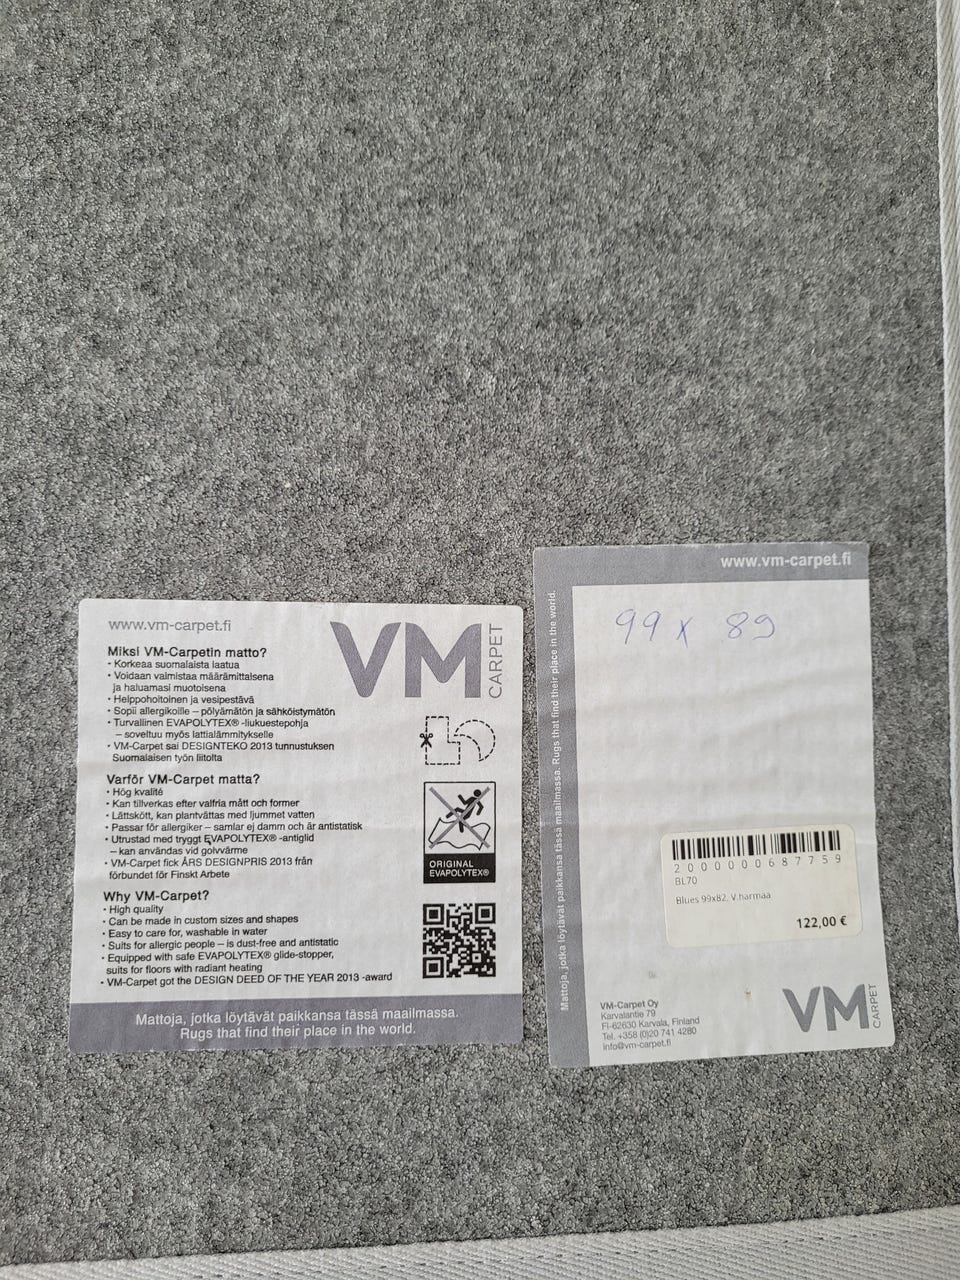 www.vm-carpet.fi
VM
CARPET
Miksi VM-Carpetin matto?
• Korkeaa suomalaista laatua
• Voidaan valmistaa määrämittaisena
ja haluamasi muotoisena
• Helppohoitoinen ja vesipestävä
• Sopii allergikoille – pölyämätön ja sähköistymätön
• Turvallinen EVAPOLYTEX® -liukuestepohja
– soveltuu myös lattialämmitykselle
• VM-Carpet sai DESIGNTEKO 2013 tunnustuksen
Suomalaisen työn liitolta
Varför VM-Carpet matta?
• Hög kvalité
• Kan tillverkas efter valfria mått och former
• Lättskött, kan plantvättas med ljummet vatten
• Passar för allergiker – samlar ej damm och är antistatisk
• Utrustad med tryggt EVAPOLYTEX® -antiglid
– kan användas vid golvvärme
• VM-Carpet fick ÅRS DESIGNPRIS 2013 från
förbundet för Finskt Arbete
Why VM-Carpet?
• High quality
• Can be made in custom sizes and shapes
• Easy to care for, washable in water
• Suits for allergic people – is dust-free and antistatic
• Equipped with safe EVAPOLYTEX® glide-stopper,
suits for floors with radiant heating
• VM-Carpet got the DESIGN DEED OF THE YEAR 2013 -award
ORIGINAL
EVAPOLYTEX®
Mattoja, jotka löytävät paikkansa tässä maailmassa.
Rugs that find their place in the world.
www.vm-carpet.fi
Mattoja, jotka löytävät paikkansa tässä maailmassa. Rugs that find their place in the world.
99 x 89
2000000687759
BL70
Blues 99x82, V.harmaa
122,00 €
VM-Carpet Oy
Karvalantie 79
FI-62630 Karvala, Finland
Tel. +358 (0)20 741 4280
info@vm-carpet.fi
VM
CARPET